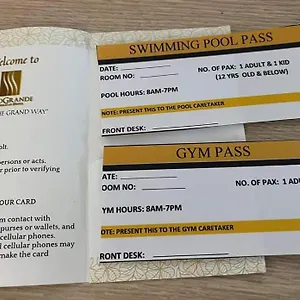 elcome to
GRANDE
E GRAND WAY'
olt.
ersons or acts,
r prior to verifying
OUR CARD
m contact with
purses or wallets, and
cellular phones.
d cellular phones may
make the card
SWIMMING POOL PASS
DATE:
ROOM NO:
NO. OF PAX: 1 ADULT & 1 KID
(12 YRS OLD & BELOW)
POOL HOURS: 8AM-7PM
NOTE: PRESENT THIS TO THE POOL CARETAKER
FRONT DESK:
GYM PASS
ATE:
OOM NO:
NO. OF PAX: 1 ADU
YM HOURS: 8AM-7PM
OTE: PRESENT THIS TO THE GYM CARETAKER
FRONT DESK: